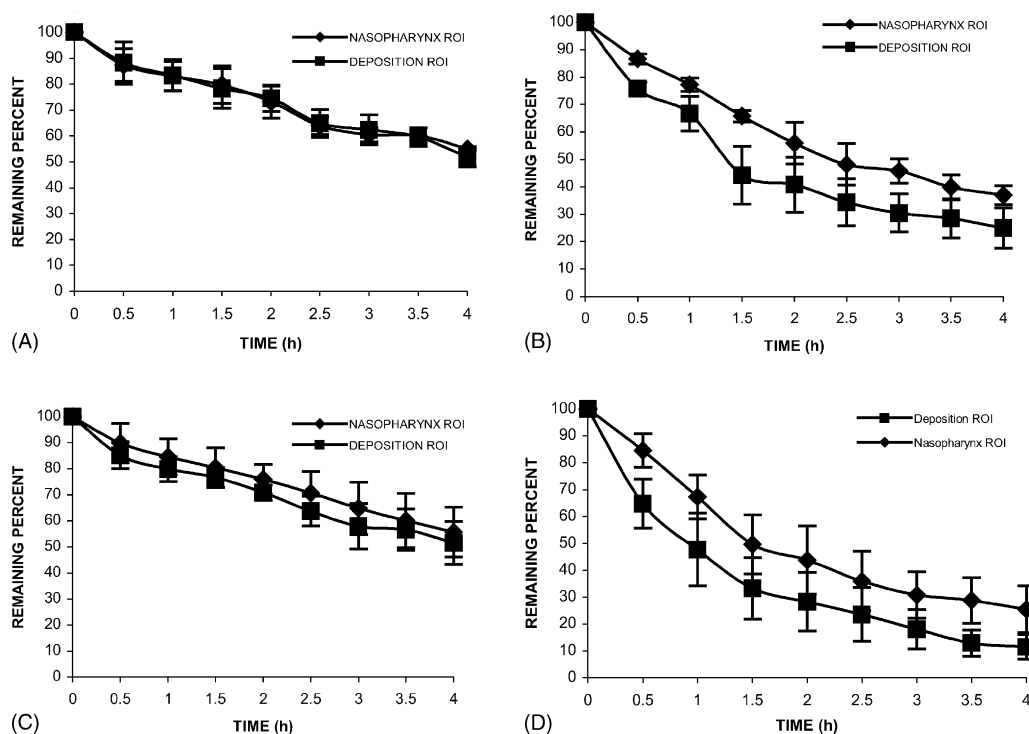 NASOPHARYNX ROI
DEPOSITION ROI
REMAINING PERCENT
100
90
80
70
60
50
40
30
20
10
0
0 0.5 1 1.5 2 2.5 3 3.5 4
TIME (h)
(A)
NASOPHARYNX ROI
DEPOSITION ROI
REMAINING PERCENT
100
90
80
70
60
50
40
30
20
10
0
0 0.5 1 1.5 2 2.5 3 3.5 4
TIME (h)
(B)
NASOPHARYNX ROI
DEPOSITION ROI
REMAINING PERCENT
100
90
80
70
60
50
40
30
20
10
0
0 0.5 1 1.5 2 2.5 3 3.5 4
TIME (h)
(C)
Deposition ROI
Nasopharynx ROI
REMAINING PERCENT
100
90
80
70
60
50
40
30
20
10
0
0 0.5 1 1.5 2 2.5 3 3.5 4
TIME (h)
(D)